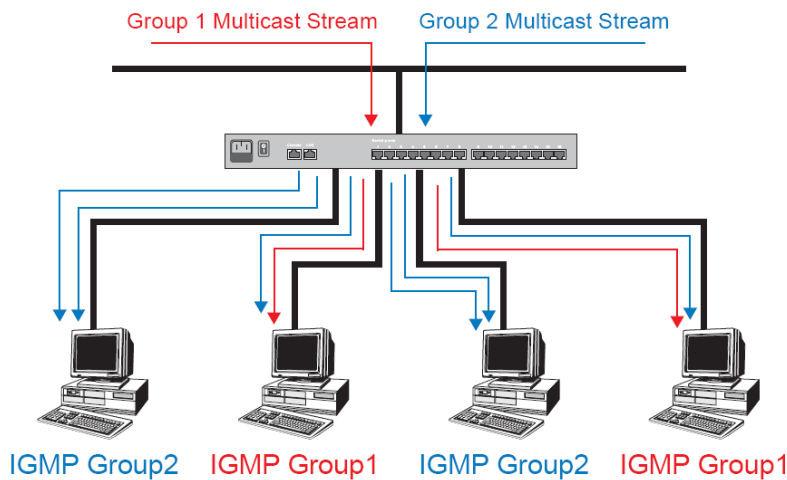 Group 1 Multicast Stream
Group 2 Multicast Stream
IGMP Group2
IGMP Group1
IGMP Group2
IGMP Group1